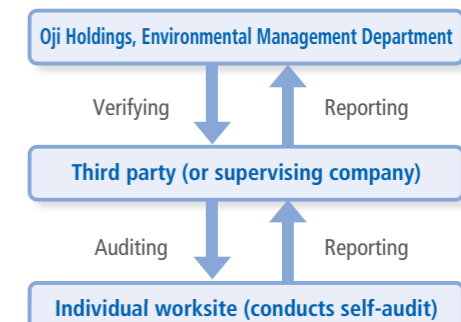 Oji Holdings, Environmental Management Department
Verifying
Reporting
Third party (or supervising company)
Auditing
Reporting
Individual worksite (conducts self-audit)